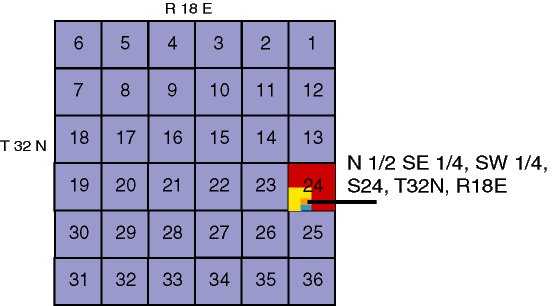 R 18 E
6 5 4 3 2 1
7 8 9 10 11 12
T 32 N
18 17 16 15 14 13
N 1/2 SE 1/4, SW 1/4,
S24, T32N, R18E
19 20 21 22 23 24
30 29 28 27 26 25
31 32 33 34 35 36